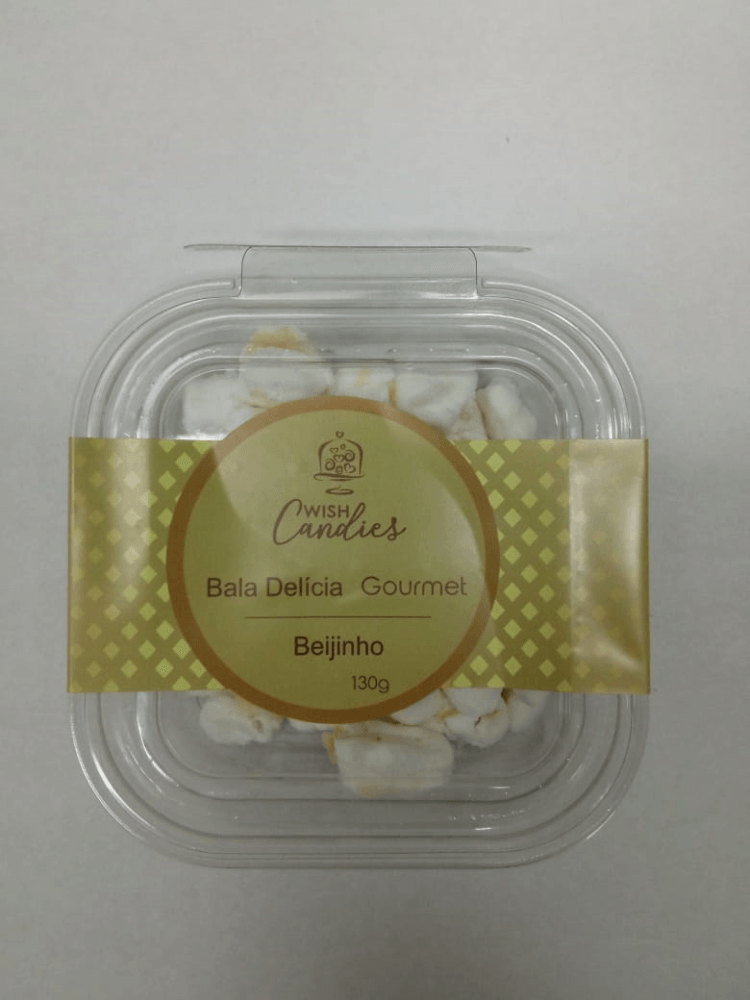 WISH
Candies
Bala Delícia Gourmet
Beijinho
130g